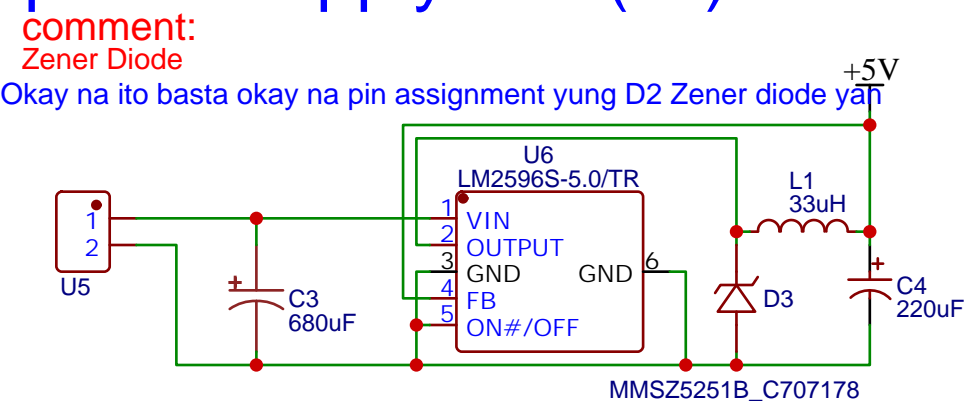 comment:
Zener Diode
+5V
Okay na ito basta okay na pin assignment yung D2 Zener diode yan
U6
LM2596S-5.0/TR
L1
33uH
1
2
U5
1
VIN
2
OUTPUT
3
GND
GND
6
4
FB
5
ON#/OFF
+
C3
680uF
D3
+
C4
220uF
MMSZ5251B_C707178